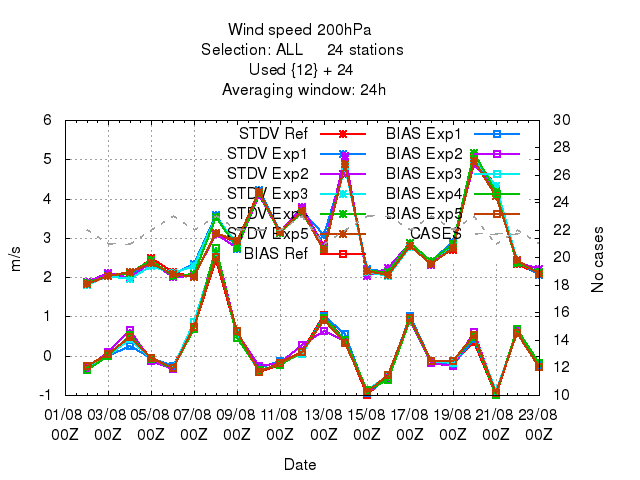 Wind speed 200hPa
Selection: ALL 24 stations
Used {12} + 24
Averaging window: 24h
6
5
4
3
2
1
0
-1
m/s
30
28
26
24
22
20
18
16
14
12
10
No cases
STDV Ref
STDV Exp1
STDV Exp2
STDV Exp3
STDV Exp4
STDV Exp5
BIAS Ref
BIAS Exp1
BIAS Exp2
BIAS Exp3
BIAS Exp4
BIAS Exp5
CASES
01/08 03/08 05/08 07/08 09/08 11/08 13/08 15/08 17/08 19/08 21/08 23/08
00Z 00Z 00Z 00Z 00Z 00Z 00Z 00Z 00Z 00Z 00Z 00Z
Date